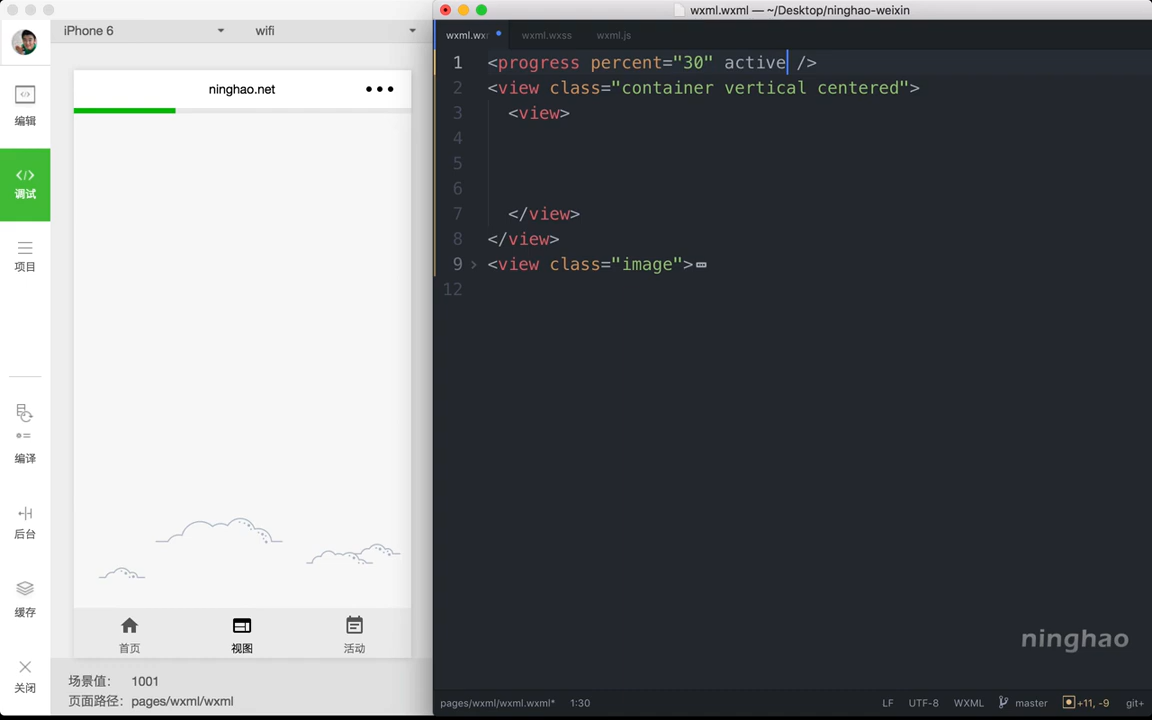 iPhone 6
wifi
编辑
调试
项目
编译
后台
缓存
关闭
ninghao.net
首页
视图
活动
场景值: 1001
页面路径: pages/wxml/wxml
wxml.wxml — ~/Desktop/ninghao-weixin
wxml.wx
wxml.wxss
wxml.js
1 <progress percent="30" active />
2 <view class="container vertical centered">
3 <view>
4
5
6
7 </view>
8 </view>
9 <view class="image">
12
ninghao
pages/wxml/wxml.wxml* 1:30
LF UTF-8 WXML master +11, -9 git+